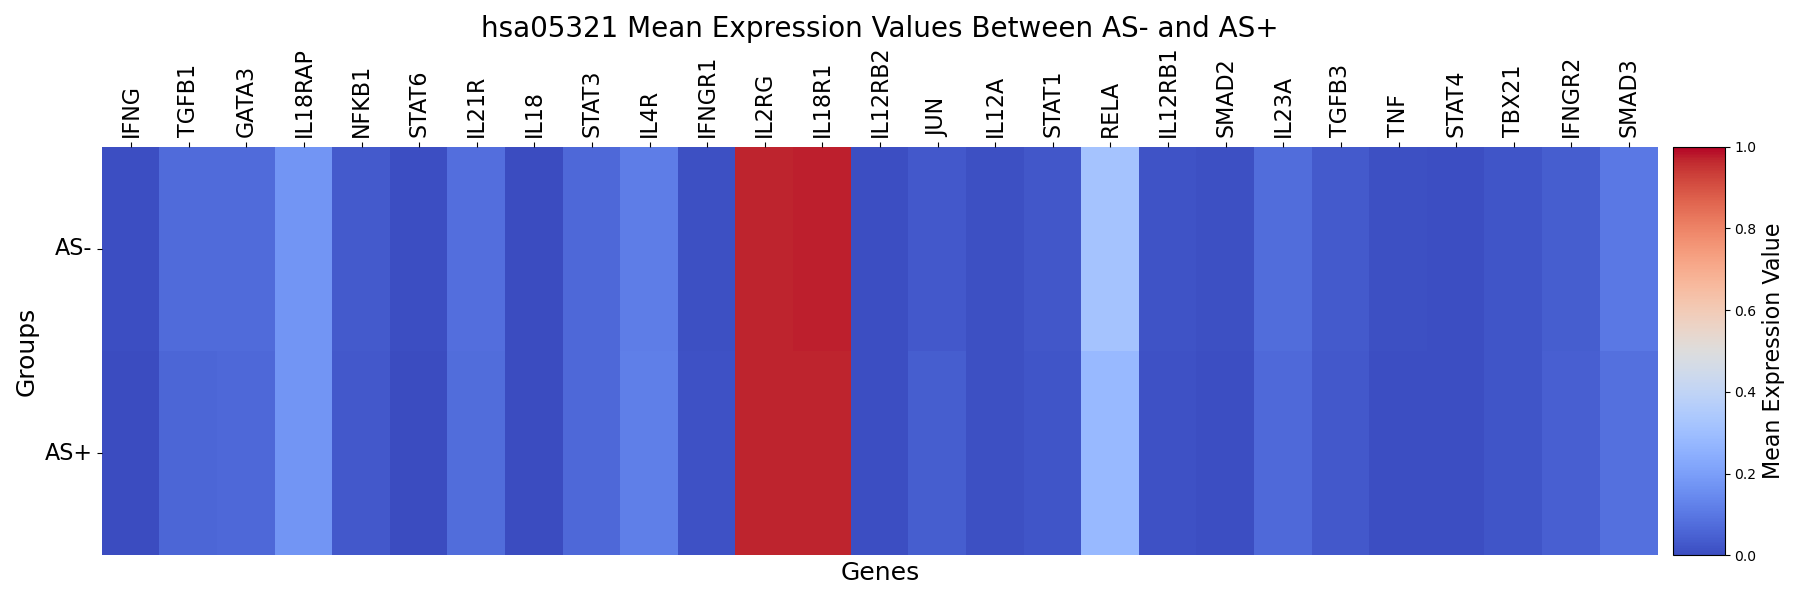 hsa05321 Mean Expression Values Between AS- and AS+
IFNG
TGFB1
GATA3
IL18RAP
NFKB1
STAT6
IL21R
IL18
STAT3
IL4R
IFNGR1
IL2RG
IL18R1
IL12RB2
JUN
IL12A
STAT1
RELA
IL12RB1
SMAD2
IL23A
TGFB3
TNF
STAT4
TBX21
IFNGR2
SMAD3
Groups
AS-
AS+
Genes
1.0
0.8
0.6
0.4
0.2
0.0
Mean Expression Value